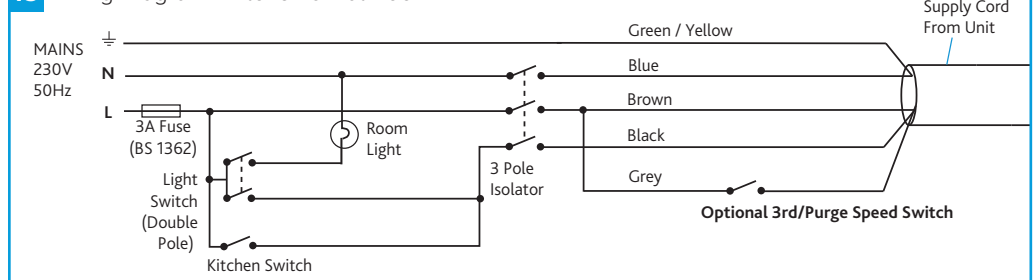 Supply Cord
From Unit
MAINS
230V
50Hz
N
L
Green / Yellow
Blue
Brown
Black
Grey
3A Fuse
(BS 1362)
Room
Light
3 Pole
Isolator
Light
Switch
(Double
Pole)
Kitchen Switch
Optional 3rd/Purge Speed Switch